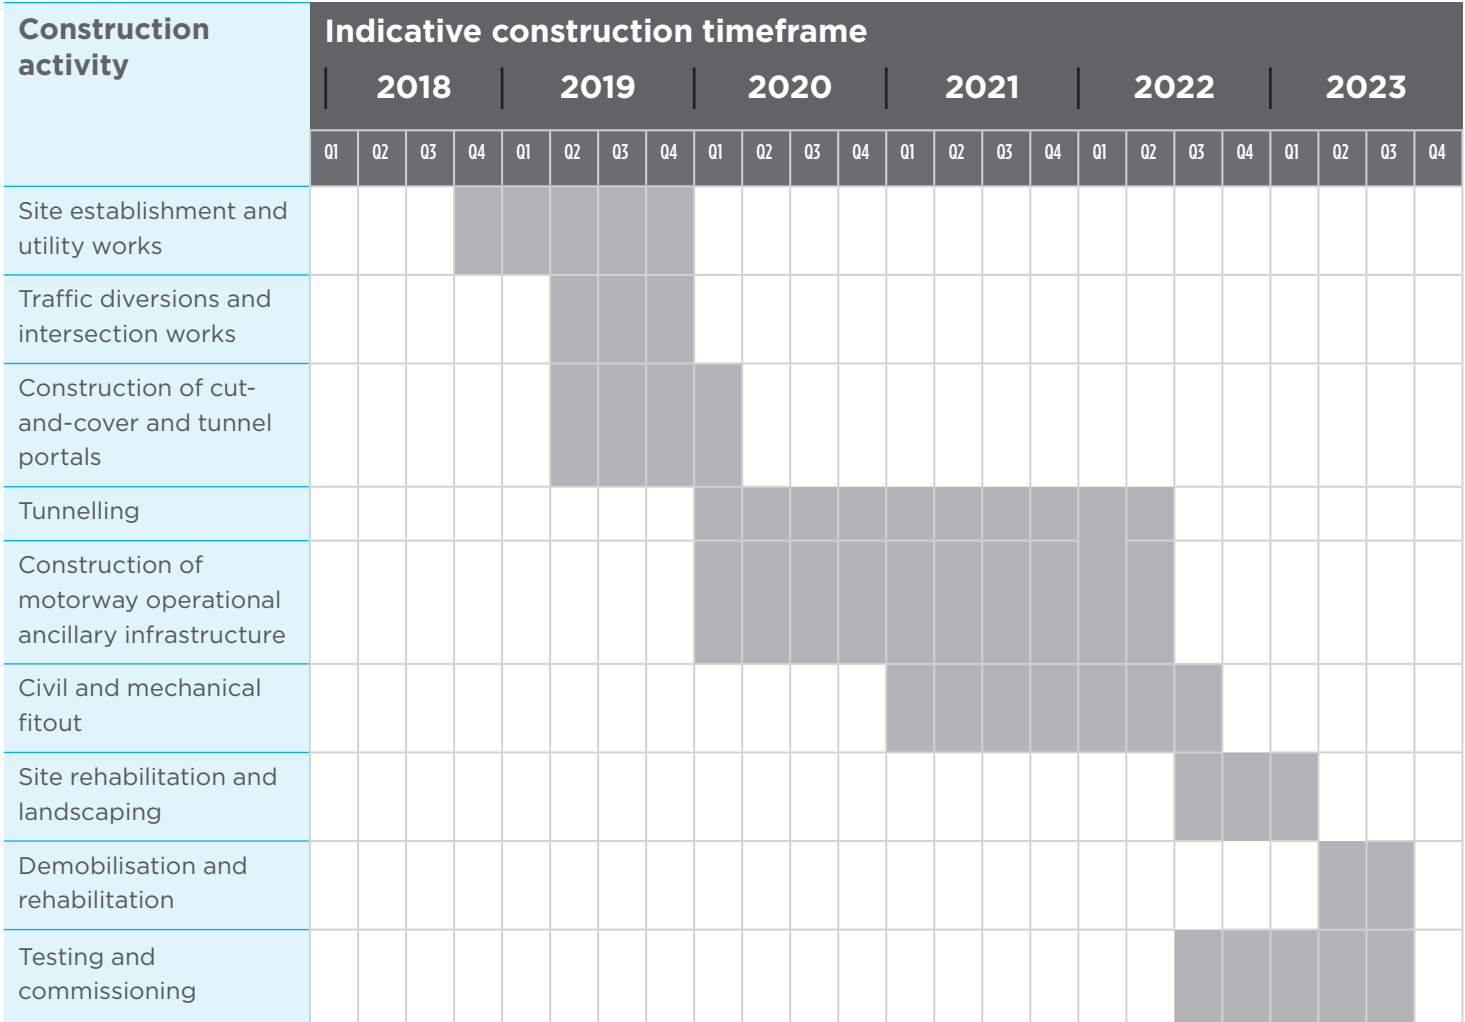 Construction
activity
Indicative construction timeframe
2018 2019 2020 2021 2022 2023
Q1 Q2 Q3 Q4 Q1 Q2 Q3 Q4 Q1 Q2 Q3 Q4 Q1 Q2 Q3 Q4 Q1 Q2 Q3 Q4 Q1 Q2 Q3 Q4
Site establishment and
utility works
Traffic diversions and
intersection works
Construction of cut-
and-cover and tunnel
portals
Tunnelling
Construction of
motorway operational
ancillary infrastructure
Civil and mechanical
fitout
Site rehabilitation and
landscaping
Demobilisation and
rehabilitation
Testing and
commissioning